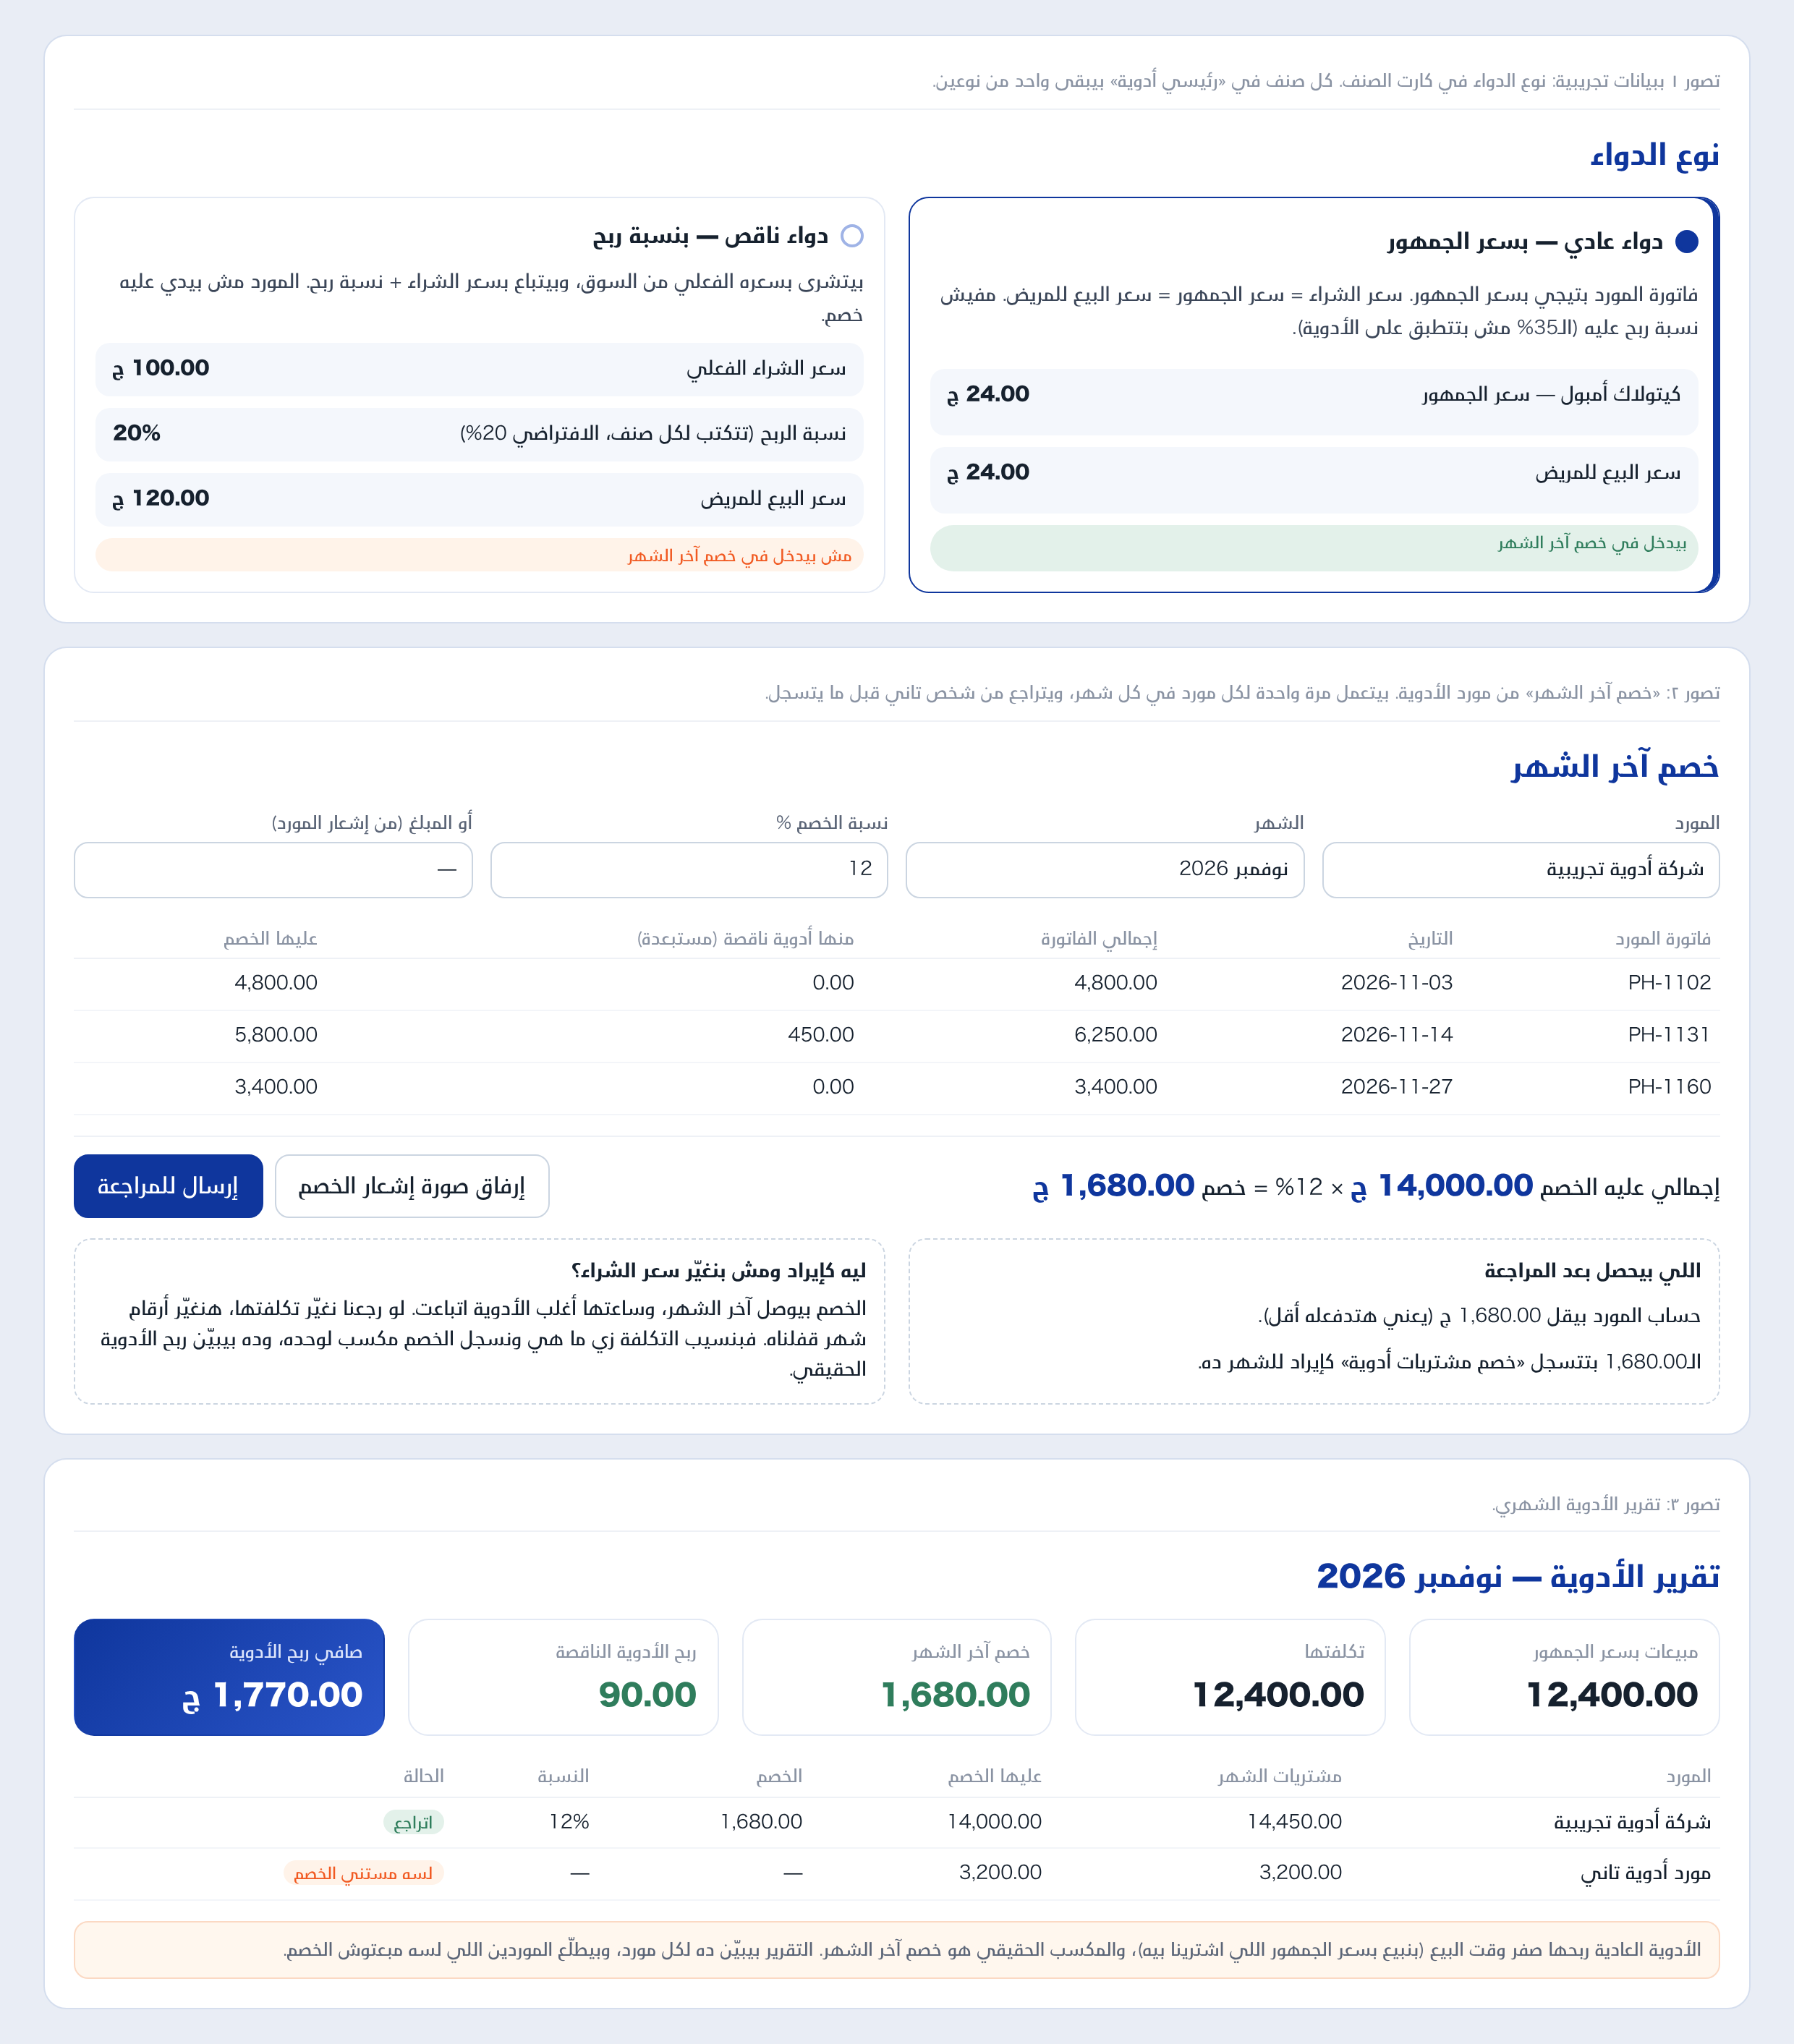 تصور ١ ببيانات تجريبية: نوع الدواء في كارت الصنف. كل صنف في «رئيسي أدوية» بيبقى واحد من نوعين.
نوع الدواء
دواء عادي — بسعر الجمهور
فاتورة المورد بتيجي بسعر الجمهور. سعر الشراء = سعر الجمهور = سعر البيع للمريض. مفيش
نسبة ربح عليه (الـ35% مش بتتطبق على الأدوية).
كيتولاك أمبول — سعر الجمهور 24.00 ج
سعر البيع للمريض 24.00 ج
بيدخل في خصم آخر الشهر
دواء ناقص — بنسبة ربح
بيتشرى بسعره الفعلي من السوق، وبيتباع بسعر الشراء + نسبة ربح. المورد مش بيدي عليه
خصم.
سعر الشراء الفعلي 100.00 ج
نسبة الربح (تتكتب لكل صنف، الافتراضي 20%) 20%
سعر البيع للمريض 120.00 ج
مش بيدخل في خصم آخر الشهر
تصور ٢: «خصم آخر الشهر» من مورد الأدوية. بيتعمل مرة واحدة لكل مورد في كل شهر، ويتراجع من شخص تاني قبل ما يتسجل.
خصم آخر الشهر
المورد الشهر نسبة الخصم % أو المبلغ (من إشعار المورد)
شركة أدوية تجريبية نوفمبر 2026 12 —
فاتورة المورد التاريخ إجمالي الفاتورة منها أدوية ناقصة (مستبعدة) عليها الخصم
PH-1102 2026-11-03 4,800.00 0.00 4,800.00
PH-1131 2026-11-14 6,250.00 450.00 5,800.00
PH-1160 2026-11-27 3,400.00 0.00 3,400.00
إجمالي عليه الخصم 14,000.00 ج × 12% = خصم 1,680.00 ج
إرفاق صورة إشعار الخصم
إرسال للمراجعة
اللي بيحصل بعد المراجعة
حساب المورد بيقل 1,680.00 ج (يعني هتدفعله أقل).
الـ1,680.00 بتتسجل «خصم مشتريات أدوية» كإيراد للشهر ده.
ليه كإيراد ومش بنغيّر سعر الشراء؟
الخصم بيوصل آخر الشهر، وساعتها أغلب الأدوية اتباعت. لو رجعنا نغيّر تكلفتها، هنغيّر أرقام
شهر قفلناه. فبنسيب التكلفة زي ما هي ونسجل الخصم مكسب لوحده، وده بيبيّن ربح الأدوية
الحقيقي.
تصور ٣: تقرير الأدوية الشهري.
تقرير الأدوية — نوفمبر 2026
مبيعات بسعر الجمهور تكلفتها خصم آخر الشهر ربح الأدوية الناقصة صافي ربح الأدوية
12,400.00 12,400.00 1,680.00 90.00 1,770.00 ج
المورد مشتريات الشهر عليها الخصم الخصم النسبة الحالة
شركة أدوية تجريبية 14,450.00 14,000.00 1,680.00 12% اتراجع
مورد أدوية تاني 3,200.00 3,200.00 — — لسه مستني الخصم
الأدوية العادية ربحها صفر وقت البيع (بنبيع بسعر الجمهور اللي اشترينا بيه)، والمكسب الحقيقي هو خصم آخر الشهر. التقرير بيبيّن ده لكل مورد، وبيطلّع الموردين اللي لسه مبعتوش الخصم.